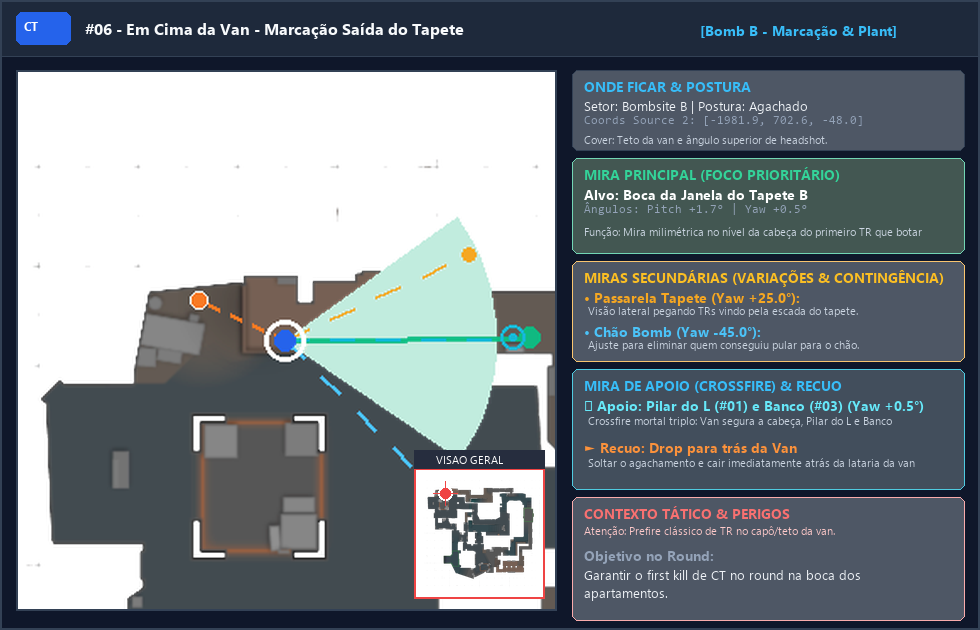 CT
#06 - Em Cima da Van - Marcação Saída do Tapete
[Bomb B - Marcação & Plant]
ONDE FICAR & POSTURA
Setor: Bombsite B | Postura: Agachado
Coords Source 2: [-1981.9, 702.6, -48.0]
Cover: Teto da van e ângulo superior de headshot.
MIRA PRINCIPAL (FOCO PRIORITÁRIO)
Alvo: Boca da Janela do Tapete B
Ângulos: Pitch +1.7° | Yaw +0.5°
Função: Mira milimétrica no nível da cabeça do primeiro TR que botar
MIRAS SECUNDÁRIAS (VARIAÇÕES & CONTINGÊNCIA)
• Passarela Tapete (Yaw +25.0°):
Visão lateral pegando TRs vindo pela escada do tapete.
• Chão Bomb (Yaw -45.0°):
Ajuste para eliminar quem conseguiu pular para o chão.
MIRA DE APOIO (CROSSFIRE) & RECUO
Apoio: Pilar do L (#01) e Banco (#03) (Yaw +0.5°)
Crossfire mortal triplo: Van segura a cabeça, Pilar do L e Banco
► Recuo: Drop para trás da Van
Soltar o agachamento e cair imediatamente atrás da lataria da van
CONTEXTO TÁTICO & PERIGOS
Atenção: Prefire clássico de TR no capô/teto da van.
Objetivo no Round:
Garantir o first kill de CT no round na boca dos
apartamentos.
VISAO GERAL